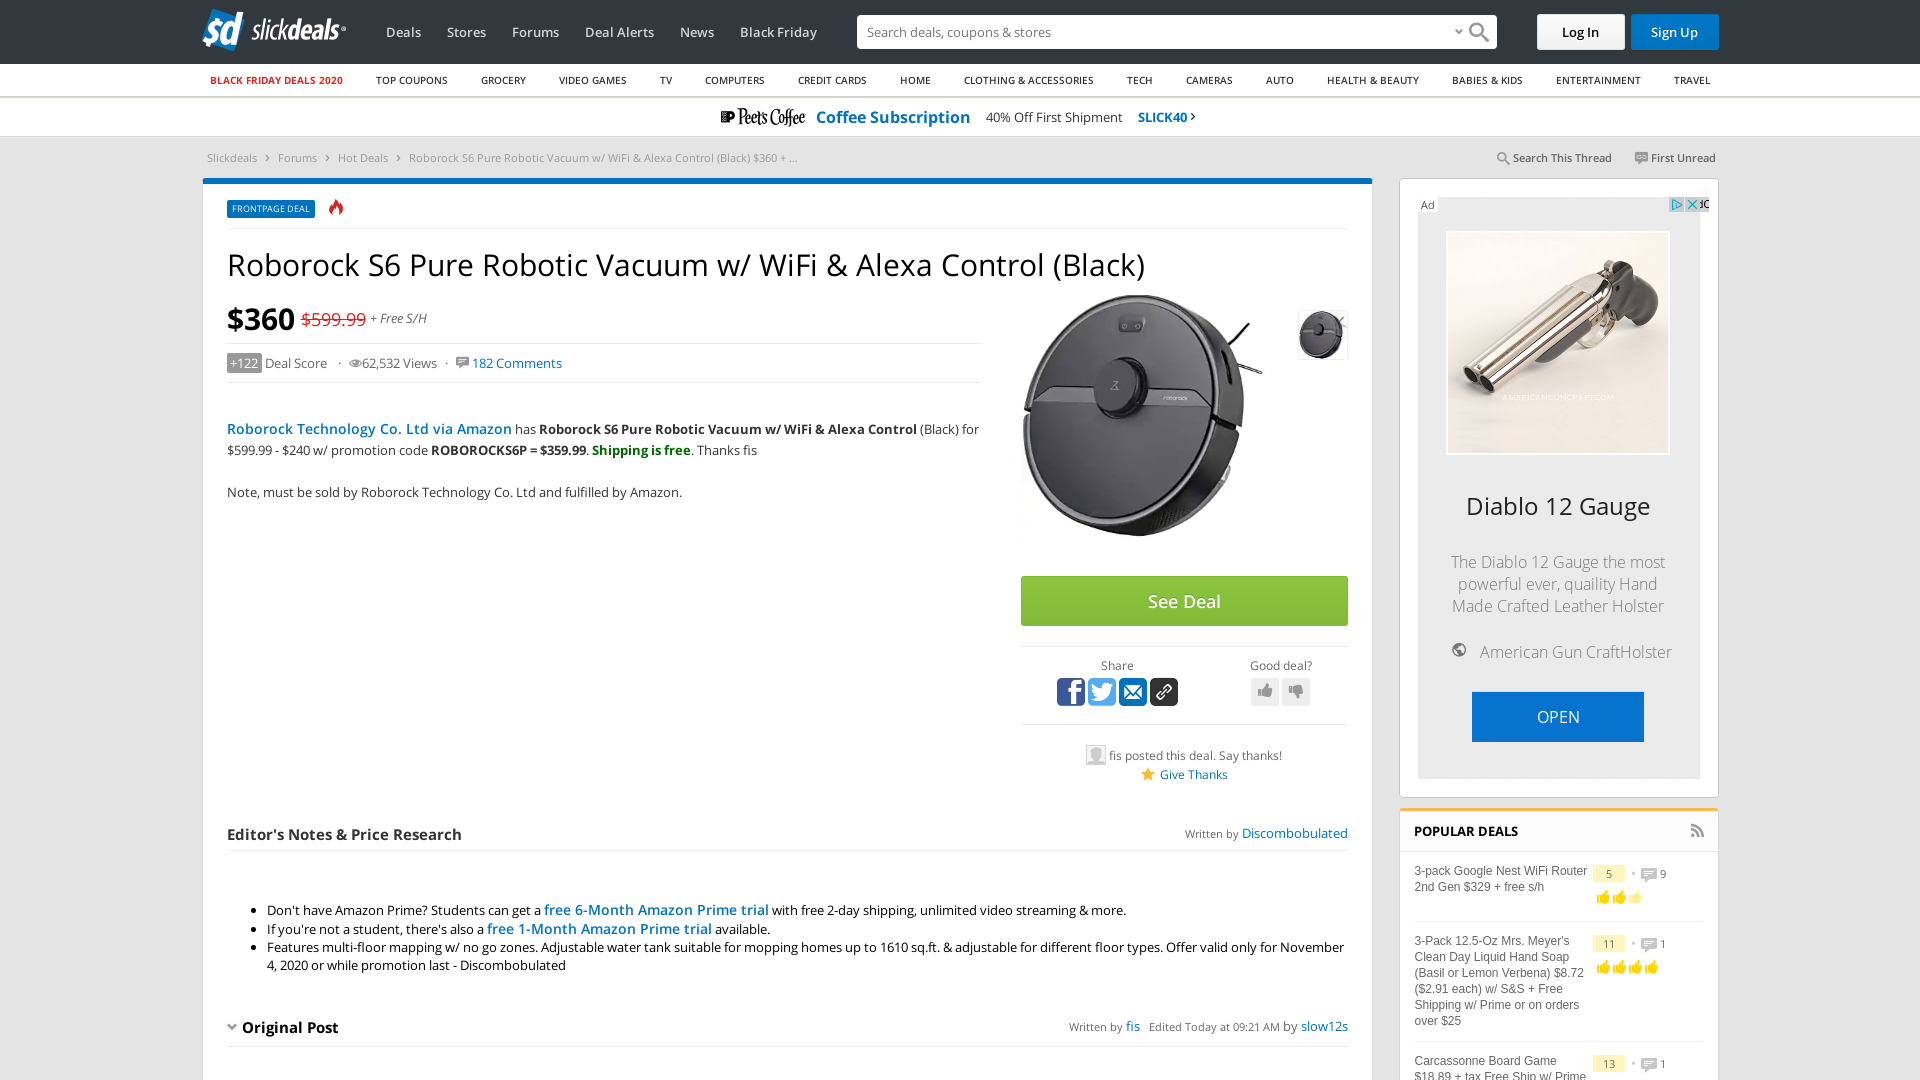 slickdeals
Deals
Stores
Forums
Deal Alerts
News
Black Friday
Search deals, coupons & stores
Log In
Sign Up
BLACK FRIDAY DEALS 2020
TOP COUPONS
GROCERY
VIDEO GAMES
TV
COMPUTERS
CREDIT CARDS
HOME
CLOTHING & ACCESSORIES
TECH
CAMERAS
AUTO
HEALTH & BEAUTY
BABIES & KIDS
ENTERTAINMENT
TRAVEL
Peet's Coffee Coffee Subscription 40% Off First Shipment SLICK40
Slickdeals > Forums > Hot Deals > Roborock S6 Pure Robotic Vacuum w/ WiFi & Alexa Control (Black) $360 + ...
Search This Thread
First Unread
FRONTPAGE DEAL
Roborock S6 Pure Robotic Vacuum w/ WiFi & Alexa Control (Black)
$360 $599.99 + Free S/H
+122 Deal Score · 62,532 Views · 182 Comments
Roborock Technology Co. Ltd via Amazon has Roborock S6 Pure Robotic Vacuum w/ WiFi & Alexa Control (Black) for
$599.99 - $240 w/ promotion code ROBOROCKS6P = $359.99. Shipping is free. Thanks fis
Note, must be sold by Roborock Technology Co. Ltd and fulfilled by Amazon.
roborock
See Deal
Share
Good deal?
fis posted this deal. Say thanks!
Give Thanks
Editor's Notes & Price Research
Written by Discombobulated
• Don't have Amazon Prime? Students can get a free 6-Month Amazon Prime trial with free 2-day shipping, unlimited video streaming & more.
• If you're not a student, there's also a free 1-Month Amazon Prime trial available.
• Features multi-floor mapping w/ no go zones. Adjustable water tank suitable for mopping homes up to 1610 sq.ft. & adjustable for different floor types. Offer valid only for November
4, 2020 or while promotion last - Discombobulated
Original Post
Written by fis Edited Today at 09:21 AM by slow12s
Ad
AMERICANGUNCRAFT.COM
Diablo 12 Gauge
The Diablo 12 Gauge the most
powerful ever, quaility Hand
Made Crafted Leather Holster
American Gun CraftHolster
OPEN
POPULAR DEALS
3-pack Google Nest WiFi Router
2nd Gen $329 + free s/h
5 • 9
3-Pack 12.5-Oz Mrs. Meyer's
Clean Day Liquid Hand Soap
(Basil or Lemon Verbena) $8.72
($2.91 each) w/ S&S + Free
Shipping w/ Prime or on orders
over $25
11 • 1
Carcassonne Board Game
$18.89 + tax Free Ship w/ Prime
13 • 1